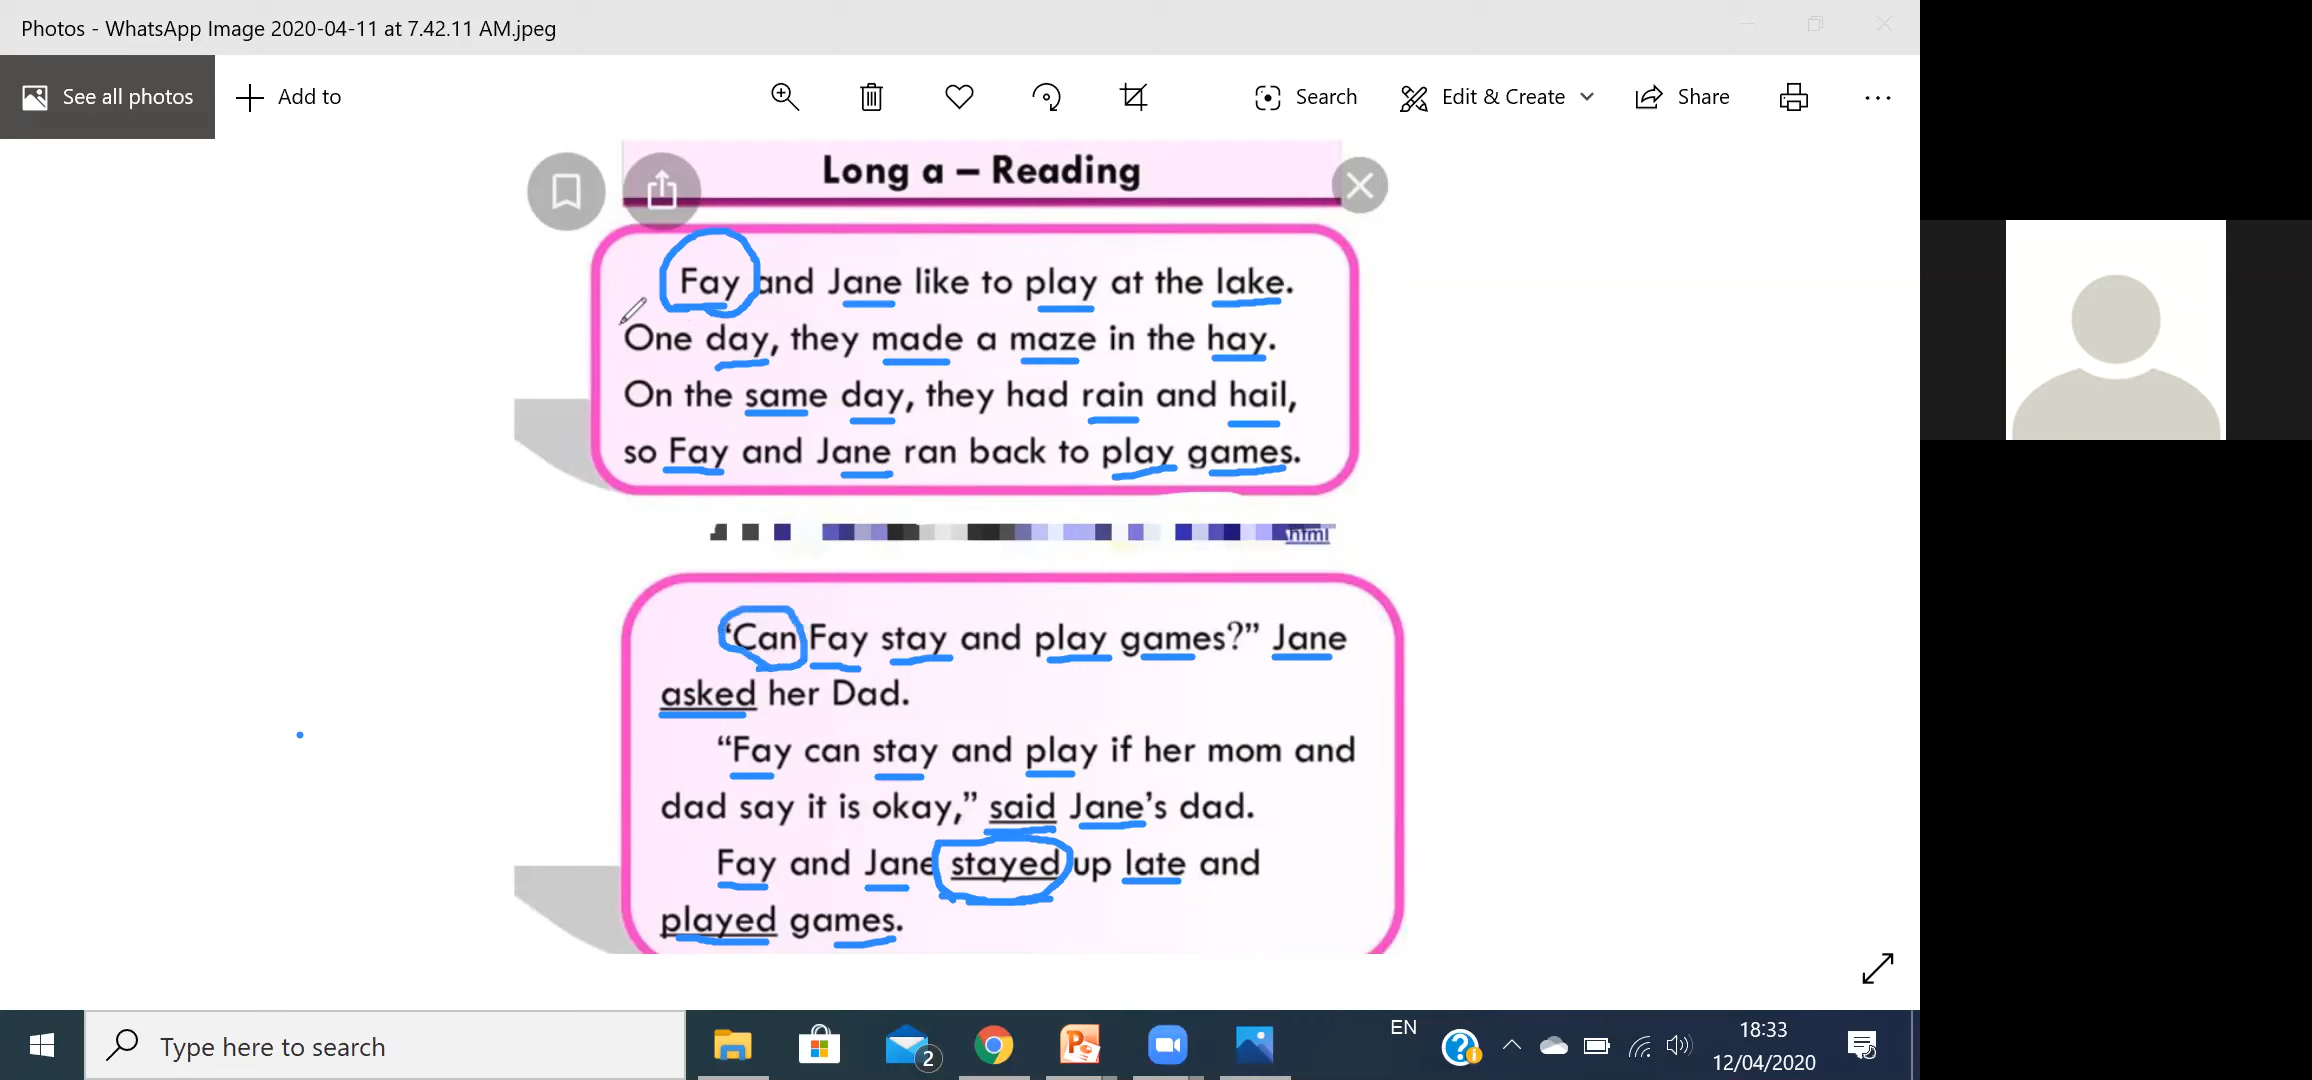 Photos - WhatsApp Image 2020-04-11 at 7.42.11 AM.jpeg
See all photos
Add to
Search
Edit & Create
Share
Long a – Reading
Fay and Jane like to play at the lake.
One day, they made a maze in the hay.
On the same day, they had rain and hail,
so Fay and Jane ran back to play games.
html
"Can Fay stay and play games?" Jane
asked her Dad.
"Fay can stay and play if her mom and
dad say it is okay," said Jane's dad.
Fay and Jane stayed up late and
played games.
Type here to search
2
EN
18:33
12/04/2020